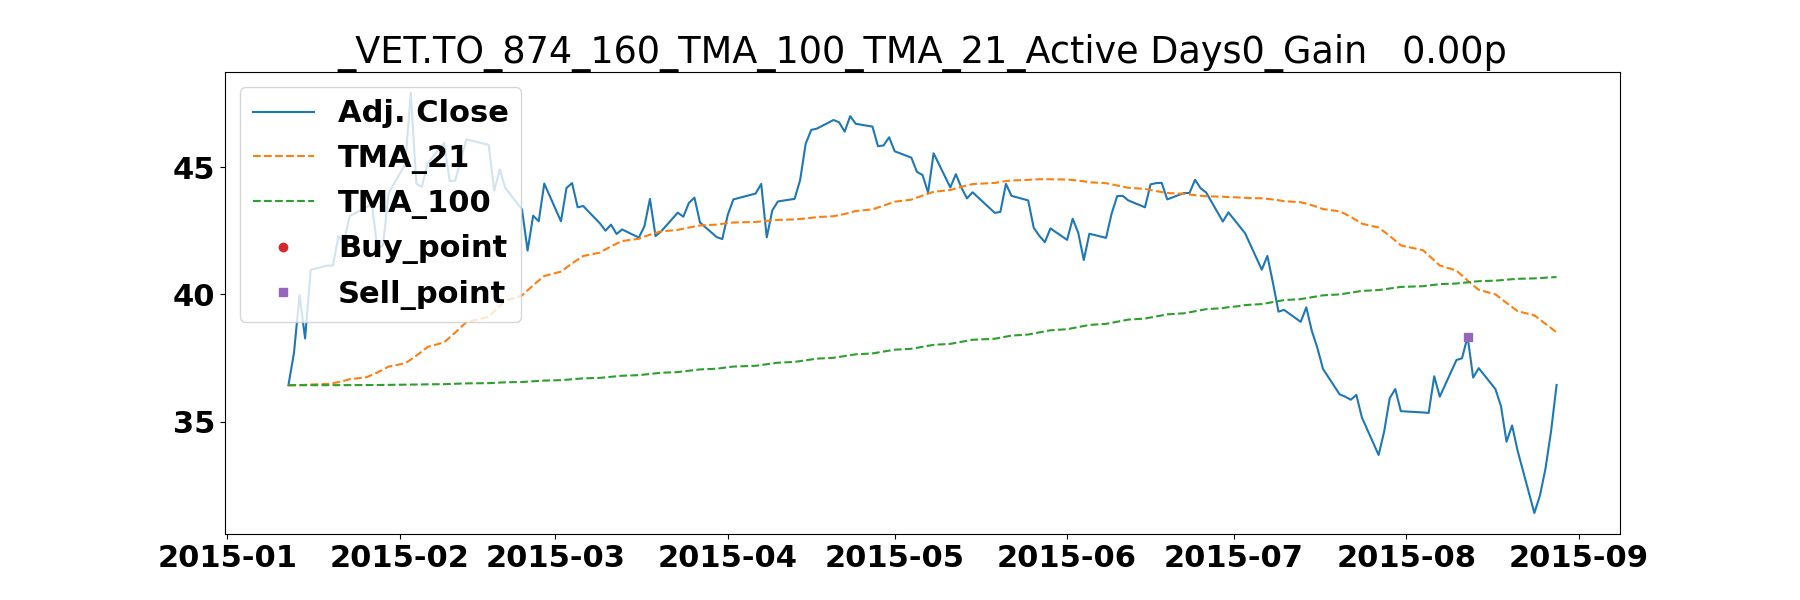 _VET.TO_874_160_TMA_100_TMA_21_Active Days0_Gain   0.00p
Adj. Close
TMA_21
TMA_100
Buy_point
Sell_point
45
40
35
2015-01 2015-02 2015-03 2015-04 2015-05 2015-06 2015-07 2015-08 2015-09